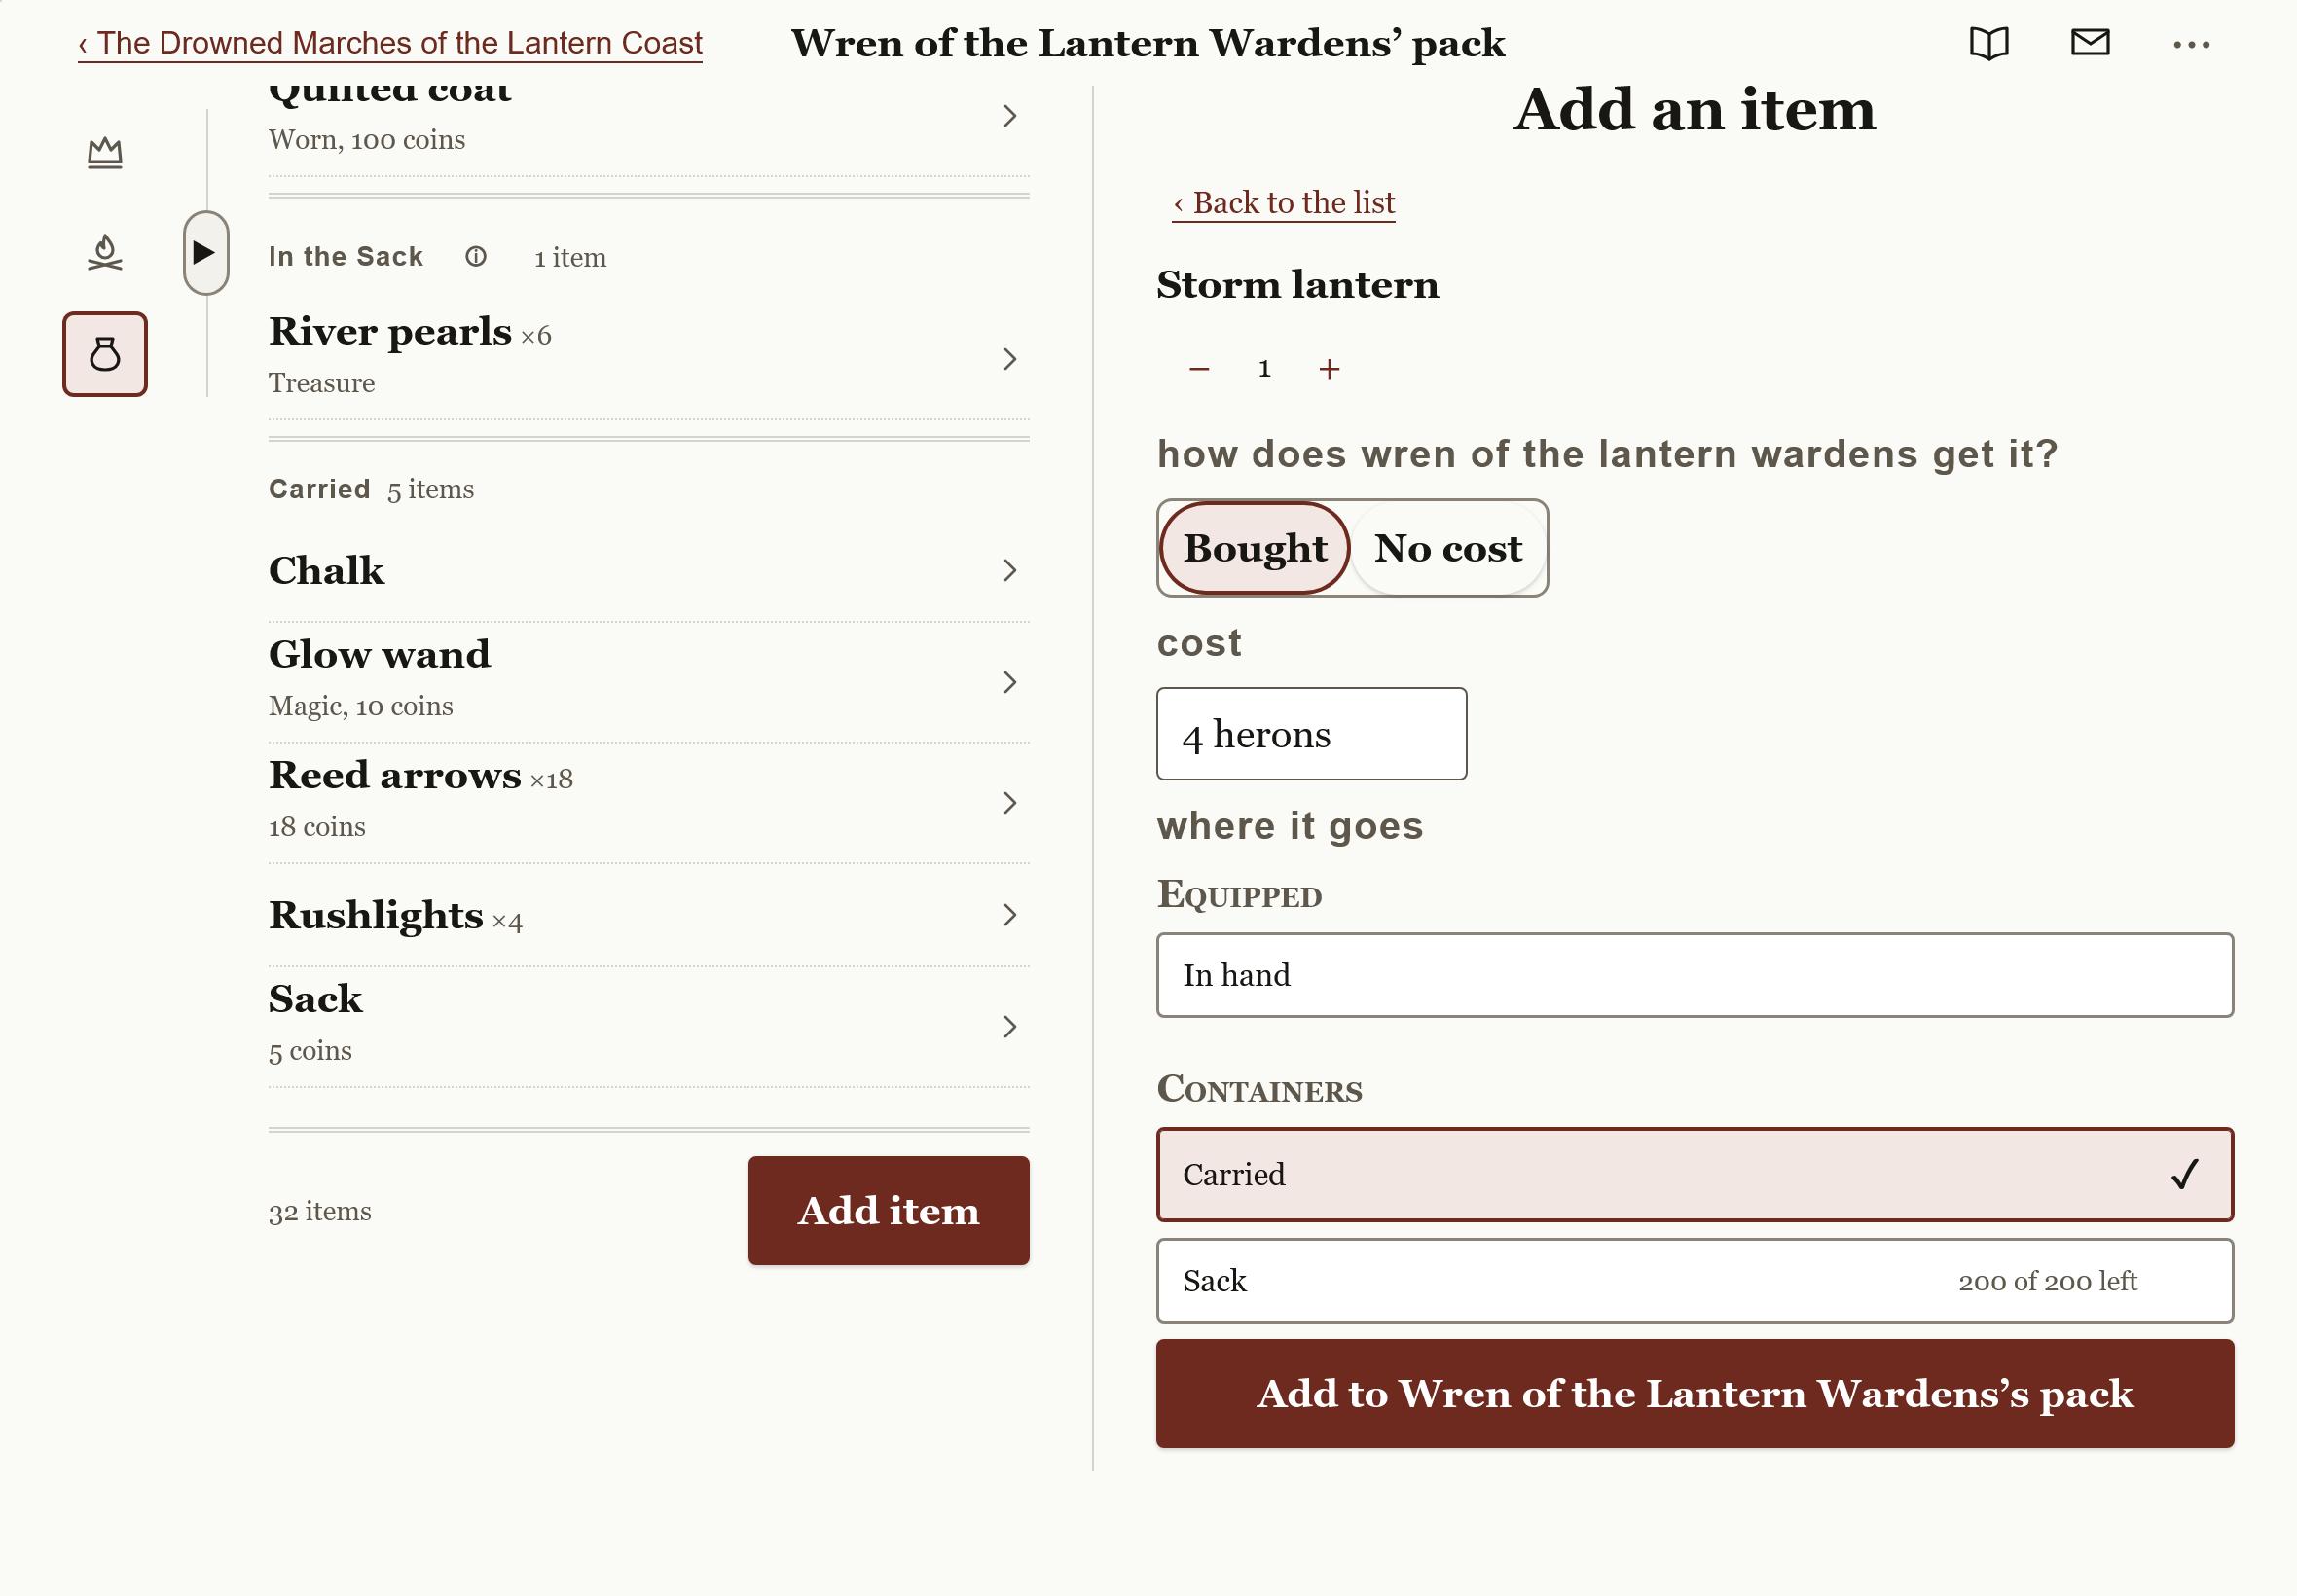 ‹ The Drowned Marches of the Lantern Coast
Wren of the Lantern Wardens’ pack
Quilted coat
Worn, 100 coins
In the Sack 1 item
River pearls ×6
Treasure
Carried 5 items
Chalk
Glow wand
Magic, 10 coins
Reed arrows ×18
18 coins
Rushlights ×4
Sack
5 coins
32 items
Add item
Add an item
‹ Back to the list
Storm lantern
− 1 +
how does wren of the lantern wardens get it?
Bought No cost
cost
4 herons
where it goes
Equipped
In hand
Containers
Carried ✓
Sack 200 of 200 left
Add to Wren of the Lantern Wardens’s pack